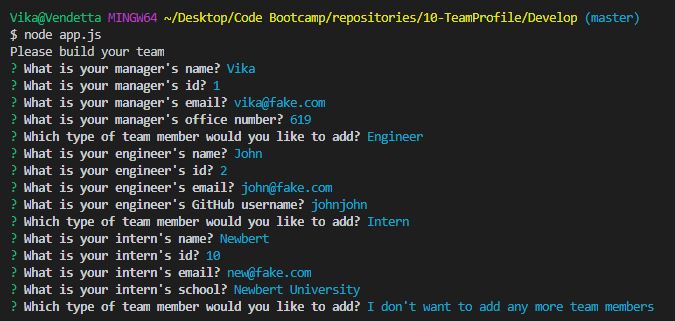 Vika@Vendetta MINGW64 ~/Desktop/Code Bootcamp/repositories/10-TeamProfile/Develop (master)
$ node app.js
Please build your team
? What is your manager's name? Vika
? What is your manager's id? 1
? What is your manager's email? vika@fake.com
? What is your manager's office number? 619
? Which type of team member would you like to add? Engineer
? What is your engineer's name? John
? What is your engineer's id? 2
? What is your engineer's email? john@fake.com
? What is your engineer's GitHub username? johnjohn
? Which type of team member would you like to add? Intern
? What is your intern's name? Newbert
? What is your intern's id? 10
? What is your intern's email? new@fake.com
? What is your intern's school? Newbert University
? Which type of team member would you like to add? I don't want to add any more team members